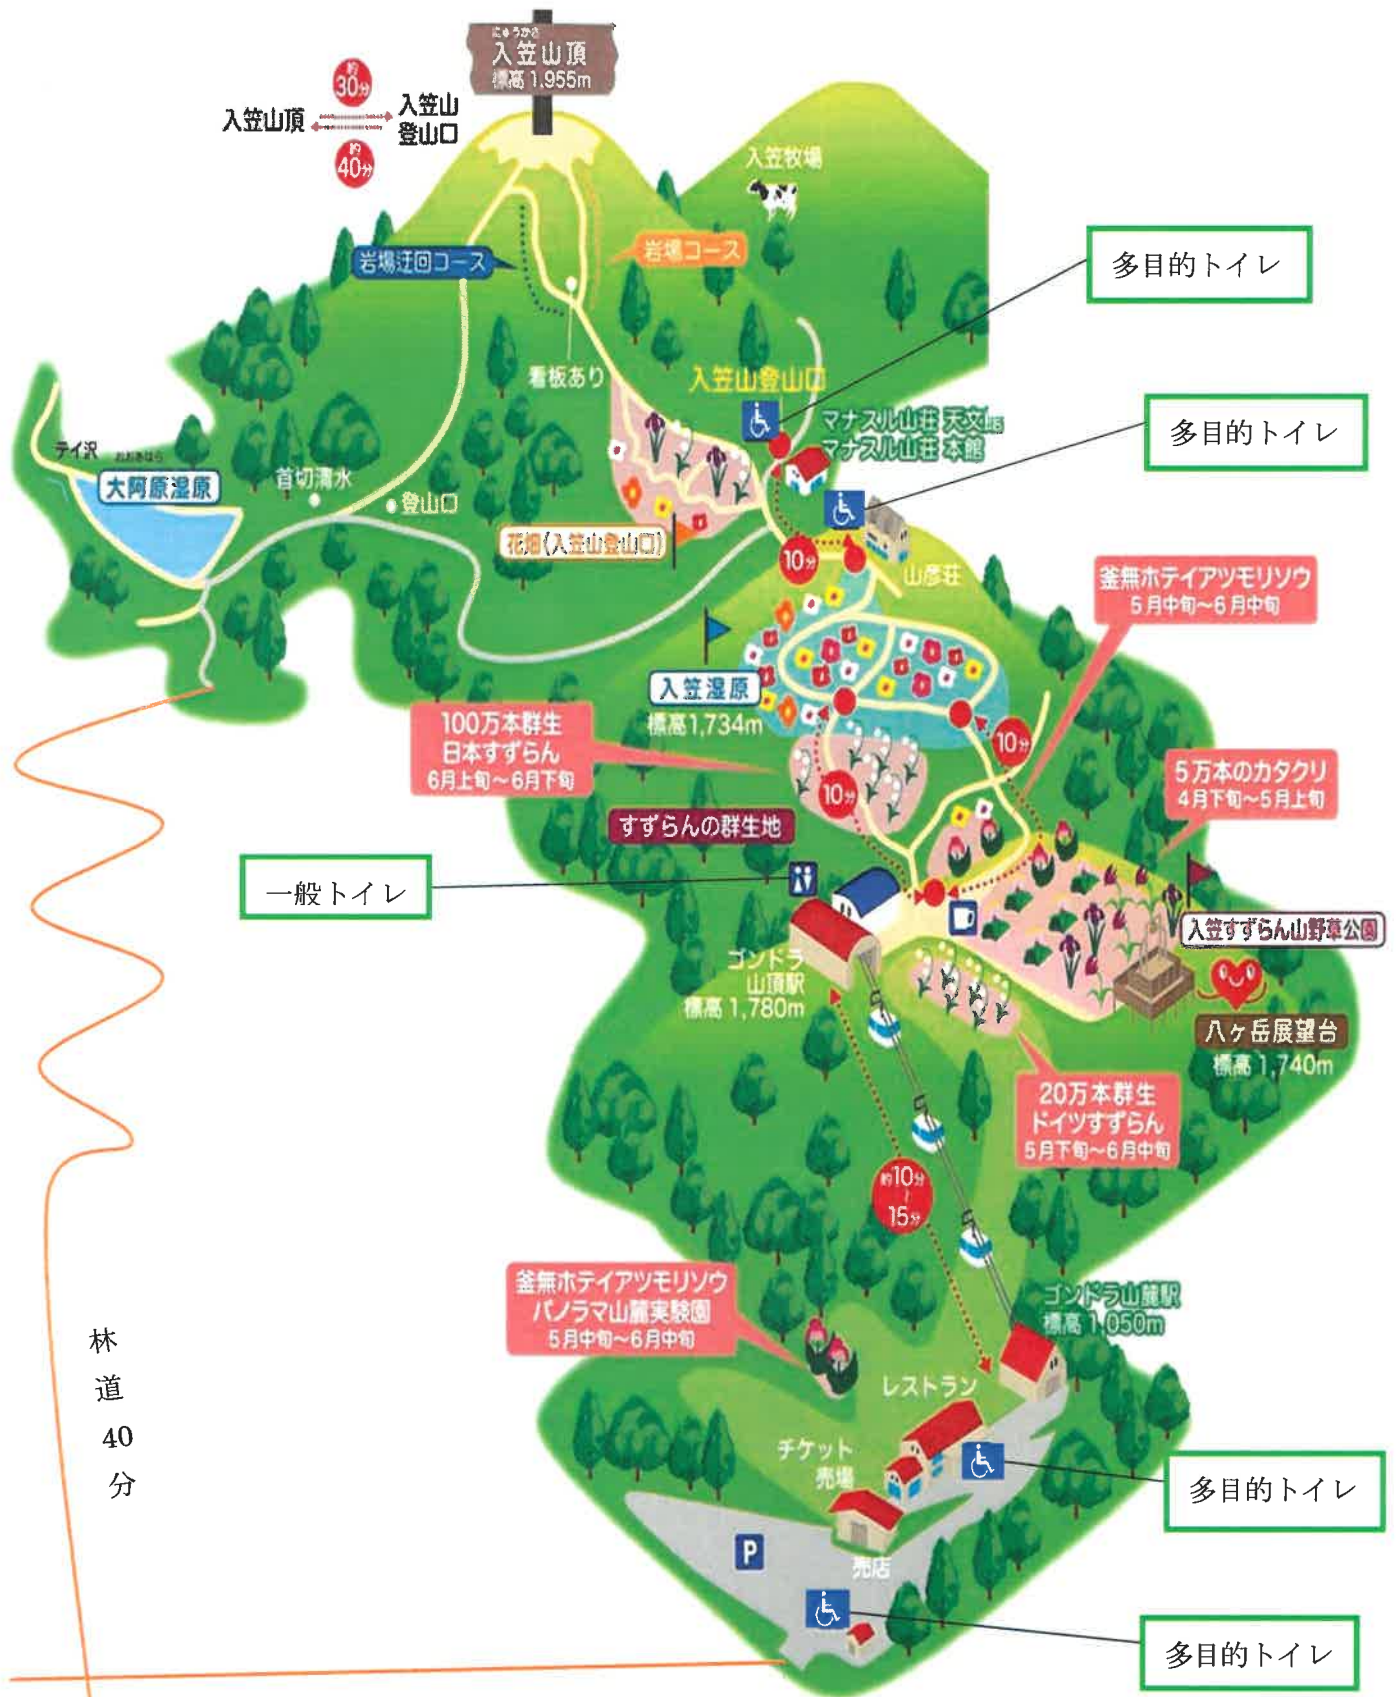 にゅうかさ
入笠山頂
標高1,955m
約
30分
入笠山頂
入笠山
登山口
約
40分
入笠牧場
岩場迂回コース
岩場コース
多目的トイレ
看板あり
入笠山登山口
マナスル山荘 天文館
マナスル山荘 本館
多目的トイレ
テイ沢
おおあはら
大阿原湿原
首切清水
登山口
花畑(入笠山登山口)
10分
山彦荘
釜無ホテイアツモリソウ
5月中旬~6月中旬
入笠湿原
標高1,734m
100万本群生
日本すずらん
6月上旬~6月下旬
10分
10分
5万本のカタクリ
4月下旬~5月上旬
すずらんの群生地
一般トイレ
入笠すずらん山野草公園
ゴンドラ
山頂駅
標高1,780m
八ヶ岳展望台
標高1,740m
20万本群生
ドイツすずらん
5月下旬~6月中旬
約10分
~
15分
釜無ホテイアツモリソウ
パノラマ山麓実験園
5月中旬~6月中旬
ゴンドラ山麓駅
標高1,050m
林
道
40
分
レストラン
チケット
売場
多目的トイレ
P
売店
多目的トイレ